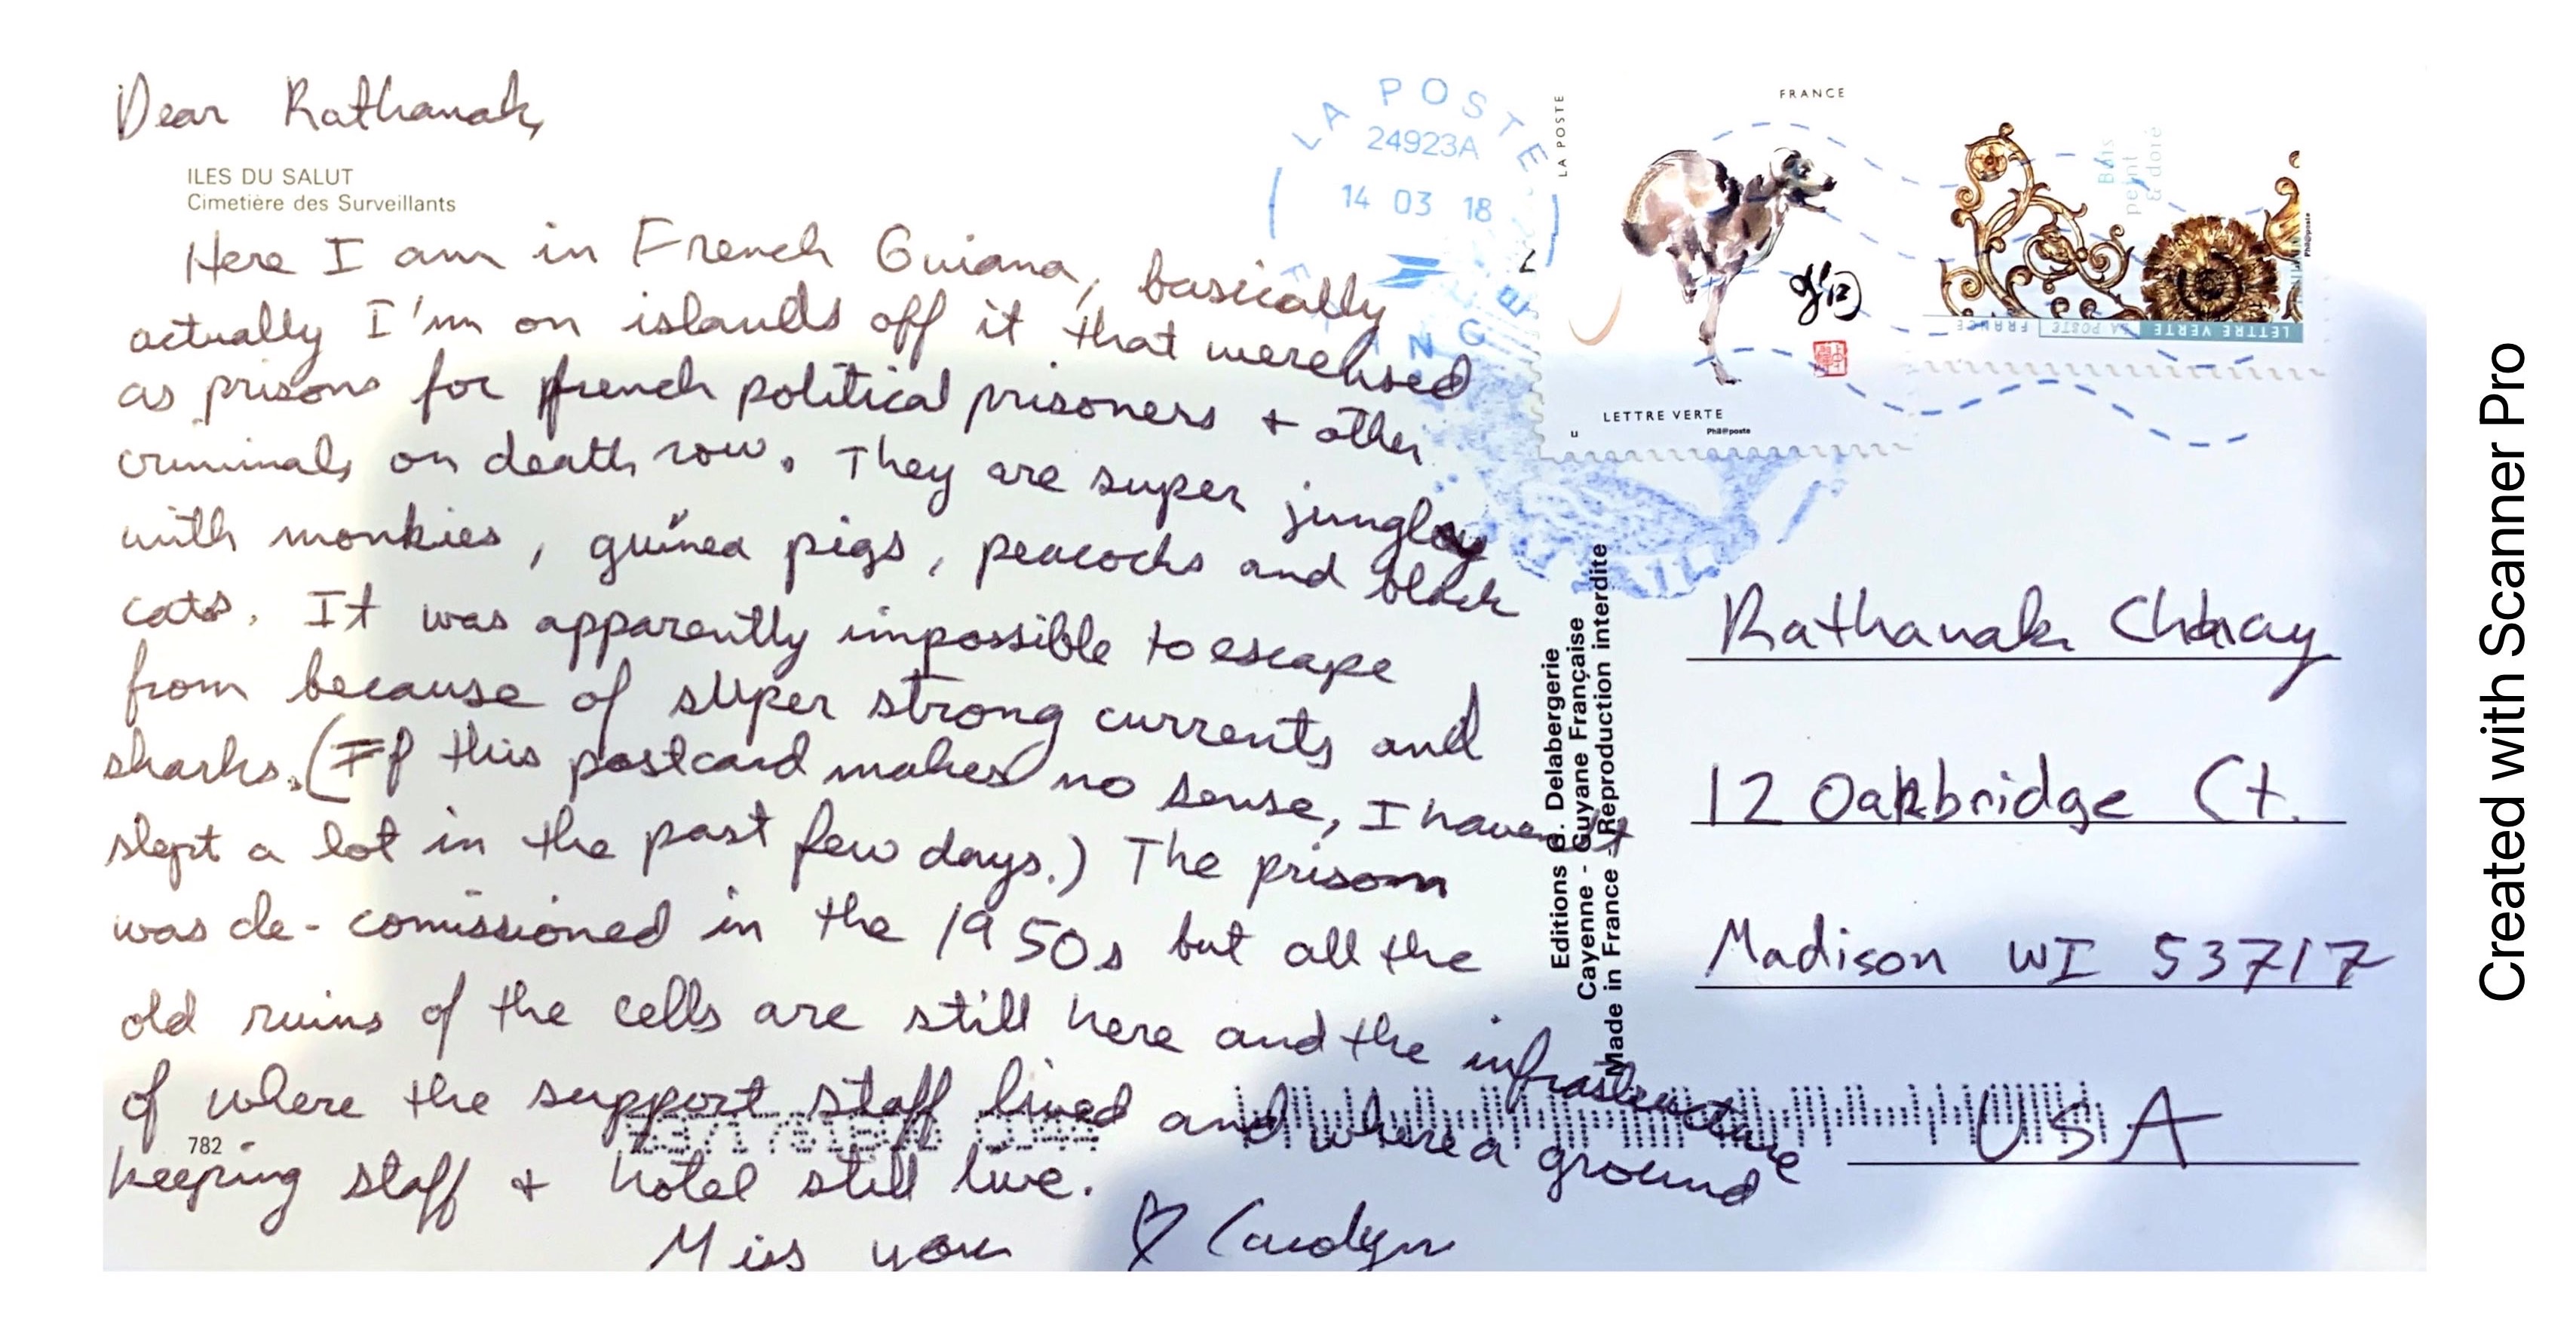 Dear Rathanak,
ILES DU SALUT
Cimetière des Surveillants
Here I am in French Guiana, basically
actually I'm on islands off it that were used
as prisons for french political prisoners + other
criminals on death row. They are super jungley
with monkies, guinea pigs, peacocks and black
cats. It was apparently impossible to escape
from because of super strong currents and
sharks. (If this postcard makes no sense, I haven't
slept a lot in the past few days.) The prison
was de-comissioned in the 1950s but all the
old ruins of the cells are still here and the infrastructure
of where the support staff lived and where a ground
keeping staff + hotel still live.
782
Miss you ♡ Carolyn
LA POSTE
24923A
14 03 18
FRANCE
LA POSTE
LETTRE VERTE
Phil@poste
Bois
peint
& doré
Phil@poste
LETTRE VERTE LA POSTE FRANCE
Editions G. Delabergerie
Cayenne - Guyane Française
Made in France - Reproduction interdite
Rathanak Chhay
12 Oakbridge Ct.
Madison WI 53717
USA
Created with Scanner Pro